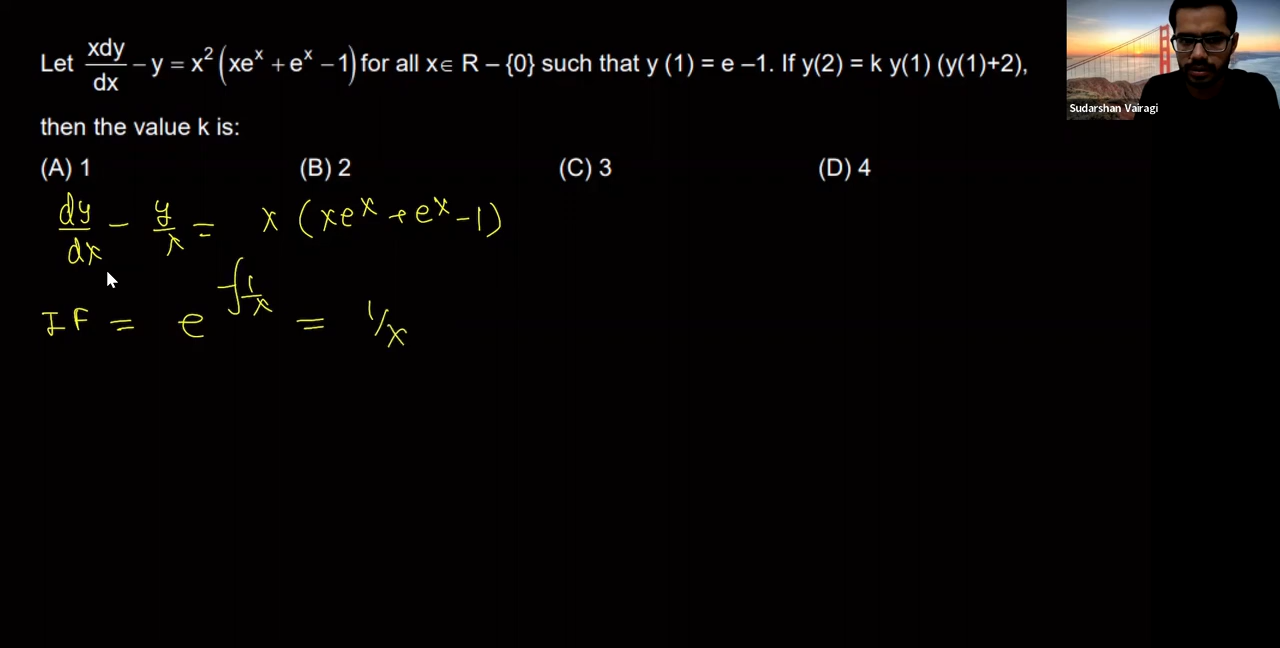 Let xdy/dx − y = x² (xeˣ + eˣ − 1) for all x∈ R – {0} such that y (1) = e –1. If y(2) = k y(1) (y(1)+2),
Sudarshan Vairagi
then the value k is:
(A) 1 (B) 2 (C) 3 (D) 4
dy/dx − y/x = x (xeˣ + eˣ − 1)
IF = e^(−∫1/x) = 1/x